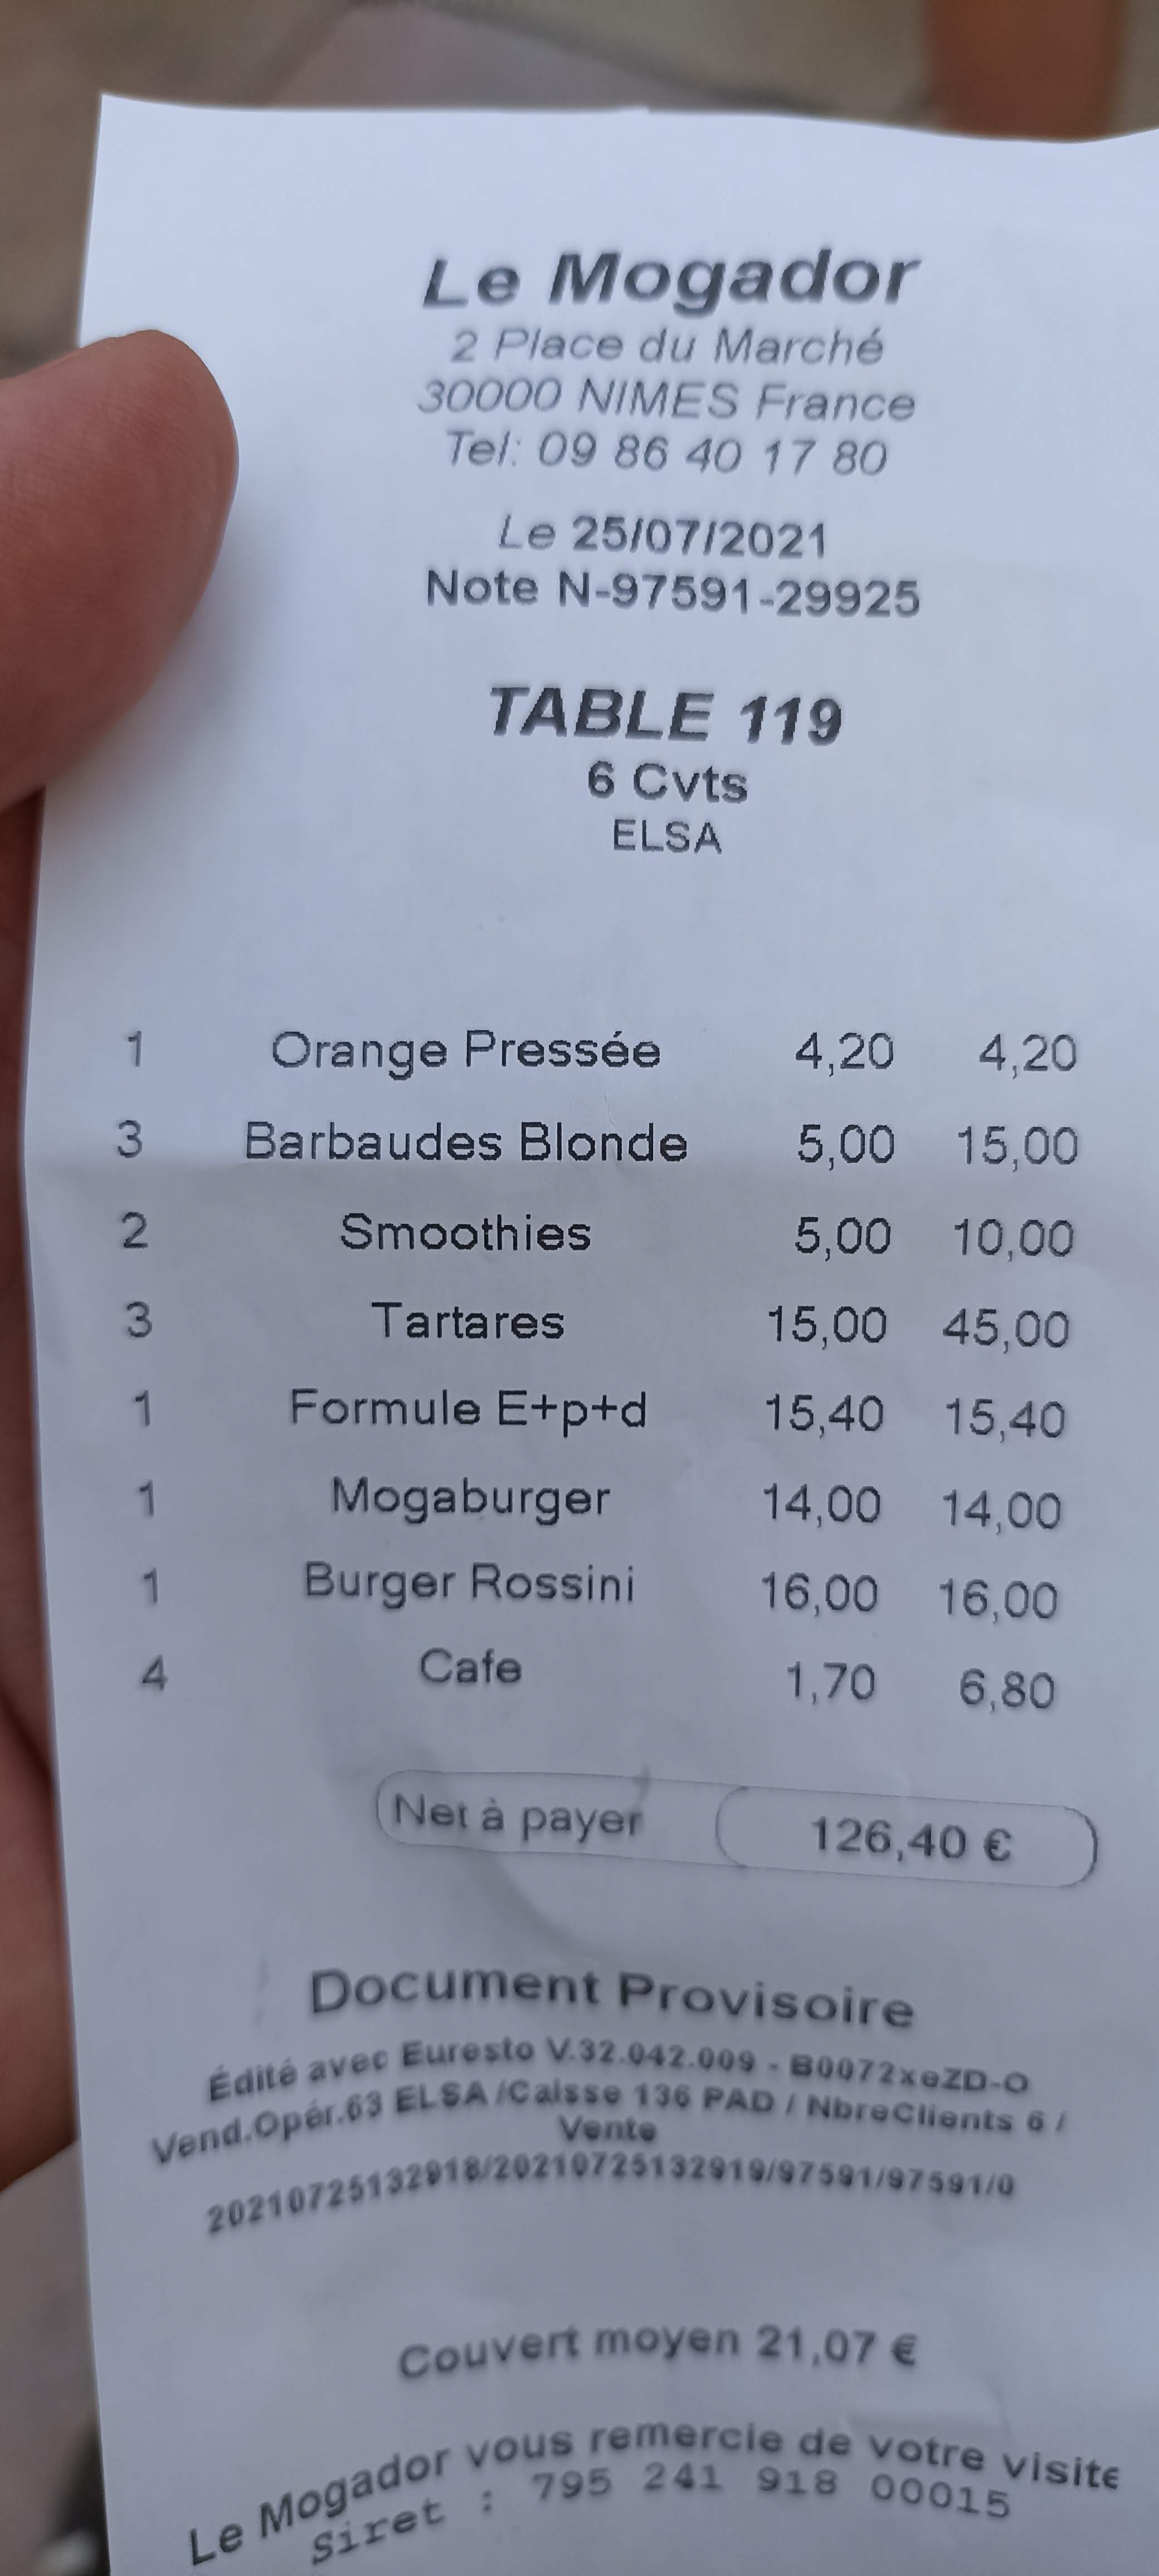 Le Mogador
2 Place du Marché
30000 NIMES France
Tel: 09 86 40 17 80
Le 25/07/2021
Note N-97591-29925
TABLE 119
6 Cvts
ELSA
1 Orange Pressée 4,20 4,20
3 Barbaudes Blonde 5,00 15,00
2 Smoothies 5,00 10,00
3 Tartares 15,00 45,00
1 Formule E+p+d 15,40 15,40
1 Mogaburger 14,00 14,00
1 Burger Rossini 16,00 16,00
4 Cafe 1,70 6,80
Net à payer 126,40 €
Document Provisoire
Édité avec Euresto V.32.042.009 - B0072xeZD-O
Vend.Opér.63 ELSA /Caisse 136 PAD / NbreClients 6 /
Vente
20210725132918/20210725132919/97591/97591/0
Couvert moyen 21,07 €
Le Mogador vous remercie de votre visite
Siret : 795 241 918 00015